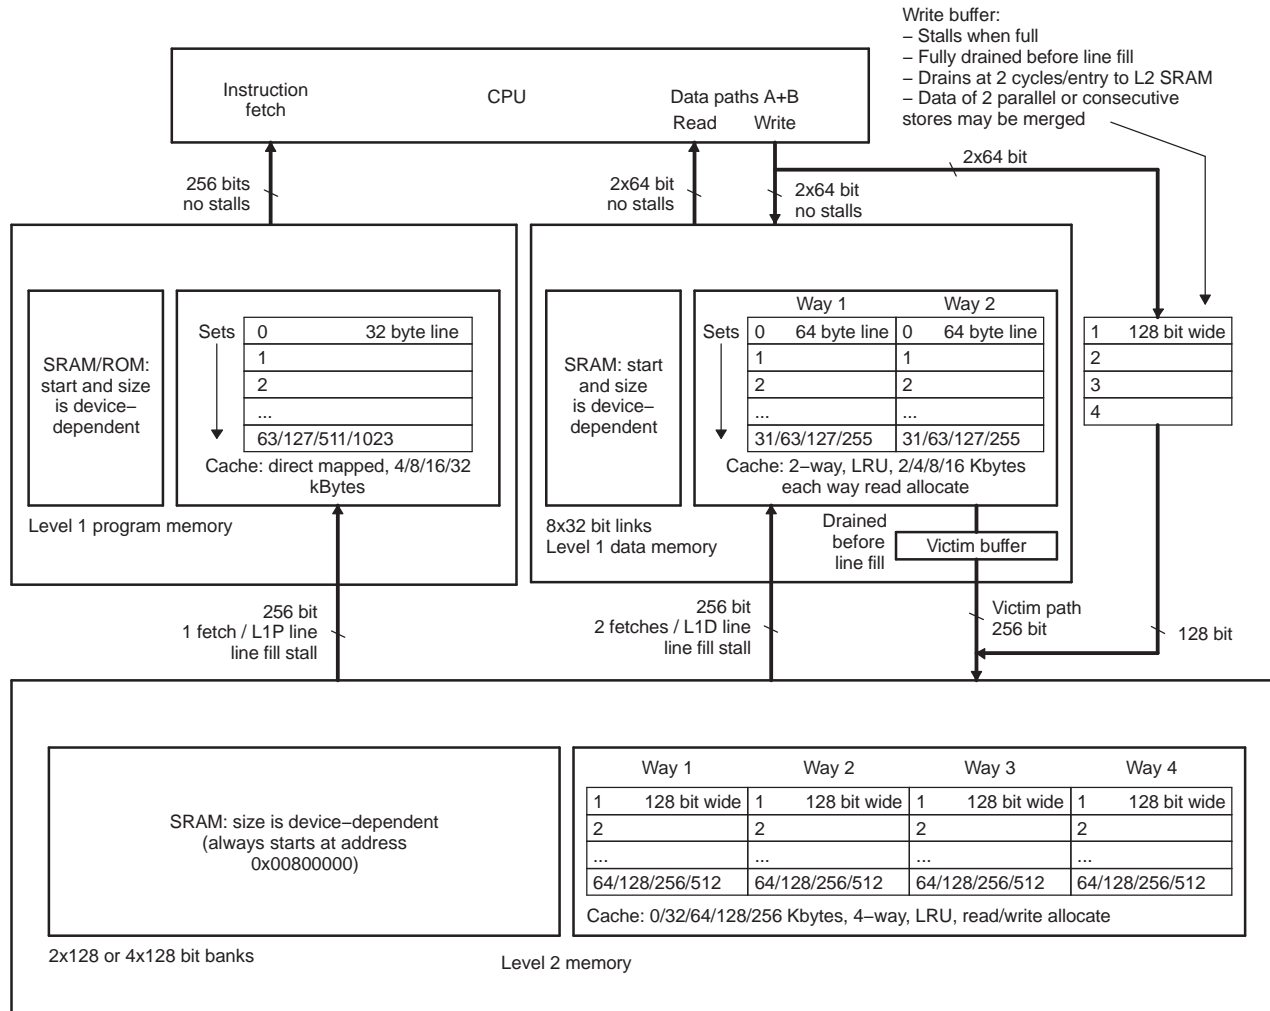 Write buffer:
– Stalls when full
– Fully drained before line fill
– Drains at 2 cycles/entry to L2 SRAM
– Data of 2 parallel or consecutive
stores may be merged
Instruction
fetch
CPU
Data paths A+B
Read Write
256 bits
no stalls
2x64 bit
no stalls
2x64 bit
no stalls
2x64 bit
SRAM/ROM:
start and size
is device–
dependent
Sets
0 32 byte line
1
2
...
63/127/511/1023
Cache: direct mapped, 4/8/16/32
kBytes
Level 1 program memory
SRAM: start
and size
is device–
dependent
Way 1 Way 2
Sets
0 64 byte line 0 64 byte line
1 1
2 2
... ...
31/63/127/255 31/63/127/255
Cache: 2–way, LRU, 2/4/8/16 Kbytes
each way read allocate
8x32 bit links
Level 1 data memory
Drained
before
line fill
Victim buffer
1 128 bit wide
2
3
4
256 bit
1 fetch / L1P line
line fill stall
256 bit
2 fetches / L1D line
line fill stall
Victim path
256 bit
128 bit
SRAM: size is device–dependent
(always starts at address
0x00800000)
Way 1 Way 2 Way 3 Way 4
1 128 bit wide 1 128 bit wide 1 128 bit wide 1 128 bit wide
2 2 2 2
... ... ... ...
64/128/256/512 64/128/256/512 64/128/256/512 64/128/256/512
Cache: 0/32/64/128/256 Kbytes, 4–way, LRU, read/write allocate
2x128 or 4x128 bit banks
Level 2 memory